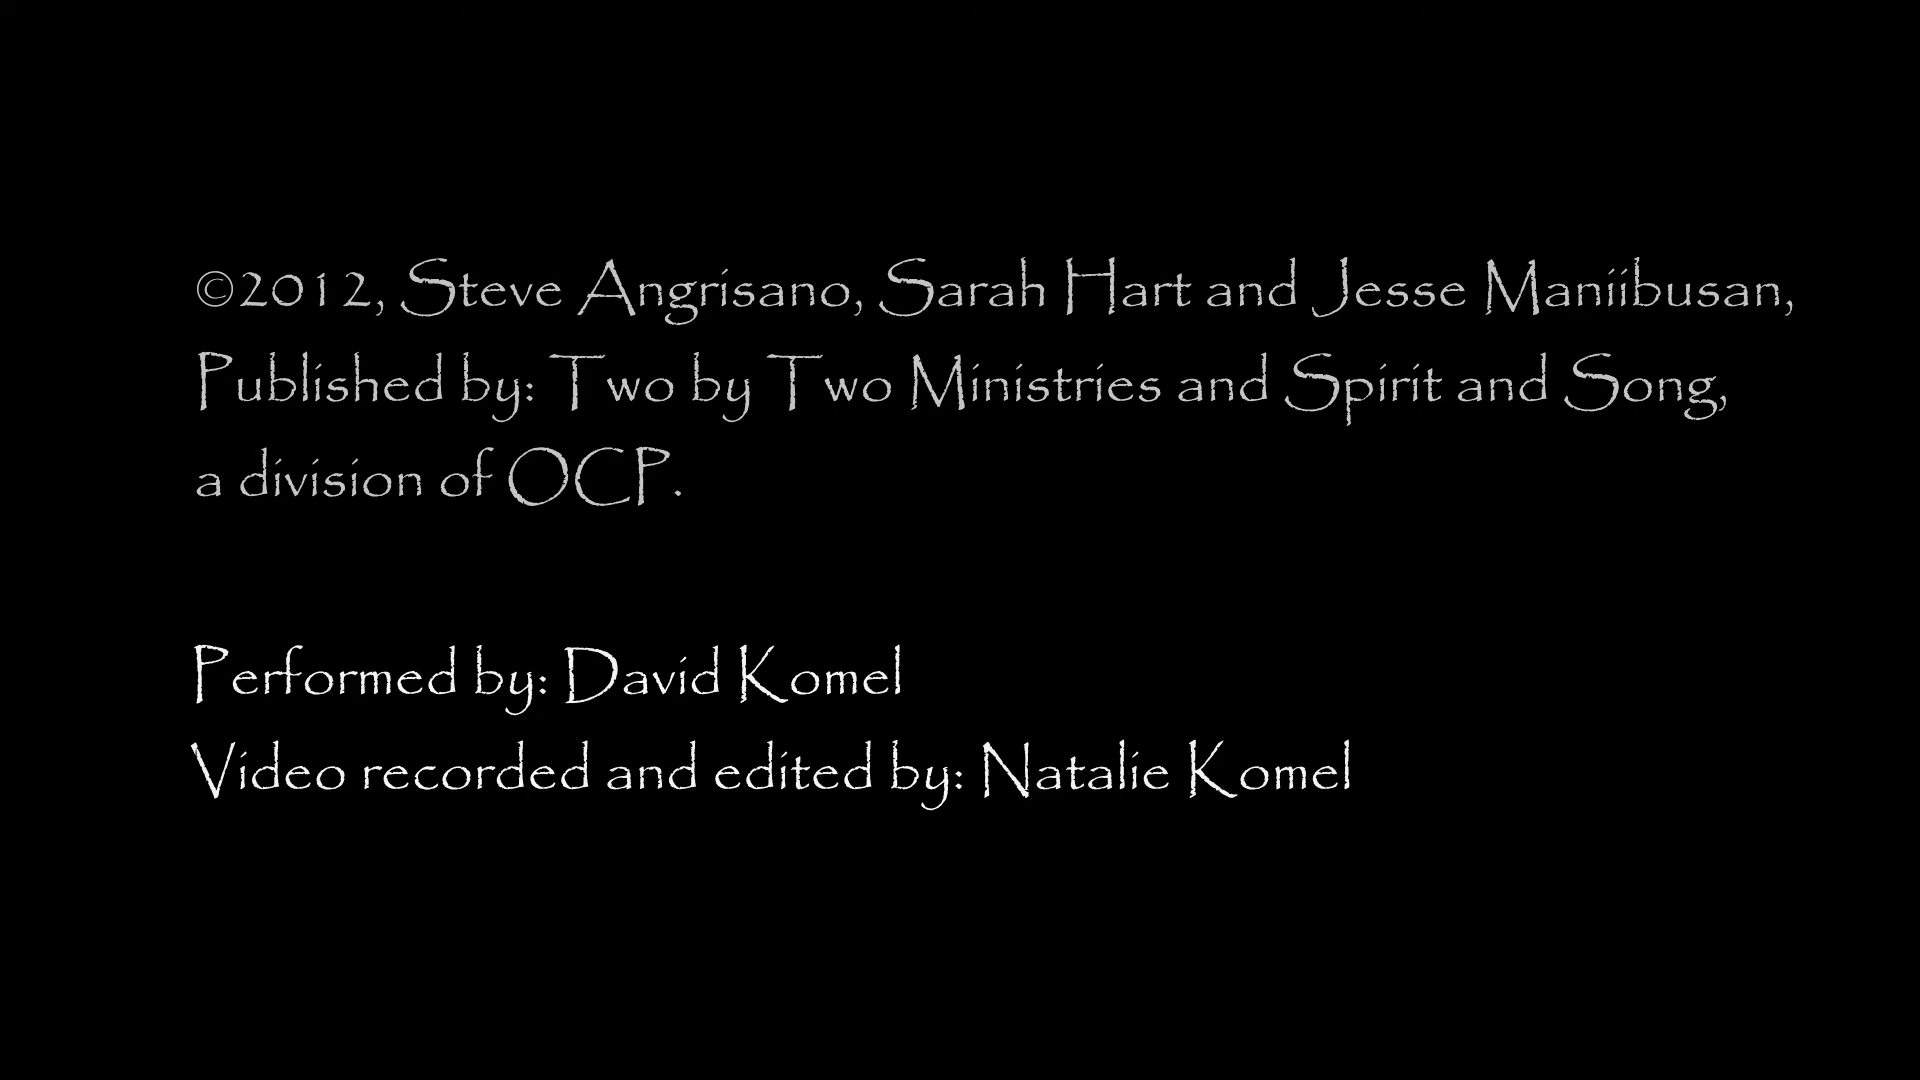 ©2012, Steve Angrisano, Sarah Hart and Jesse Maniibusan,
Published by: Two by Two Ministries and Spirit and Song,
a division of OCP.
Performed by: David Komel
Video recorded and edited by: Natalie Komel